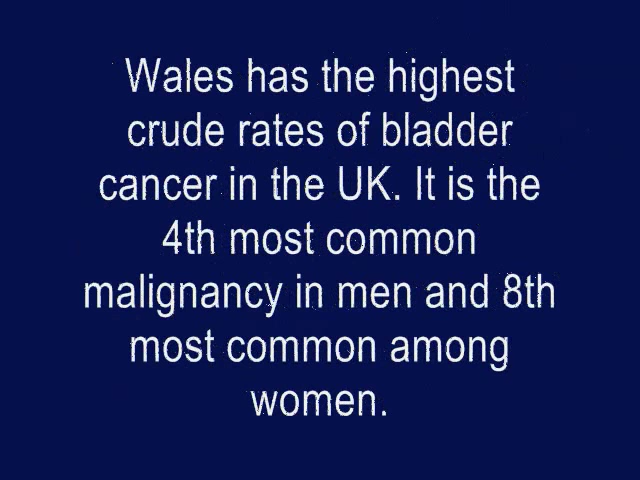 Wales has the highest
crude rates of bladder
cancer in the UK. It is the
4th most common
malignancy in men and 8th
most common among
women.